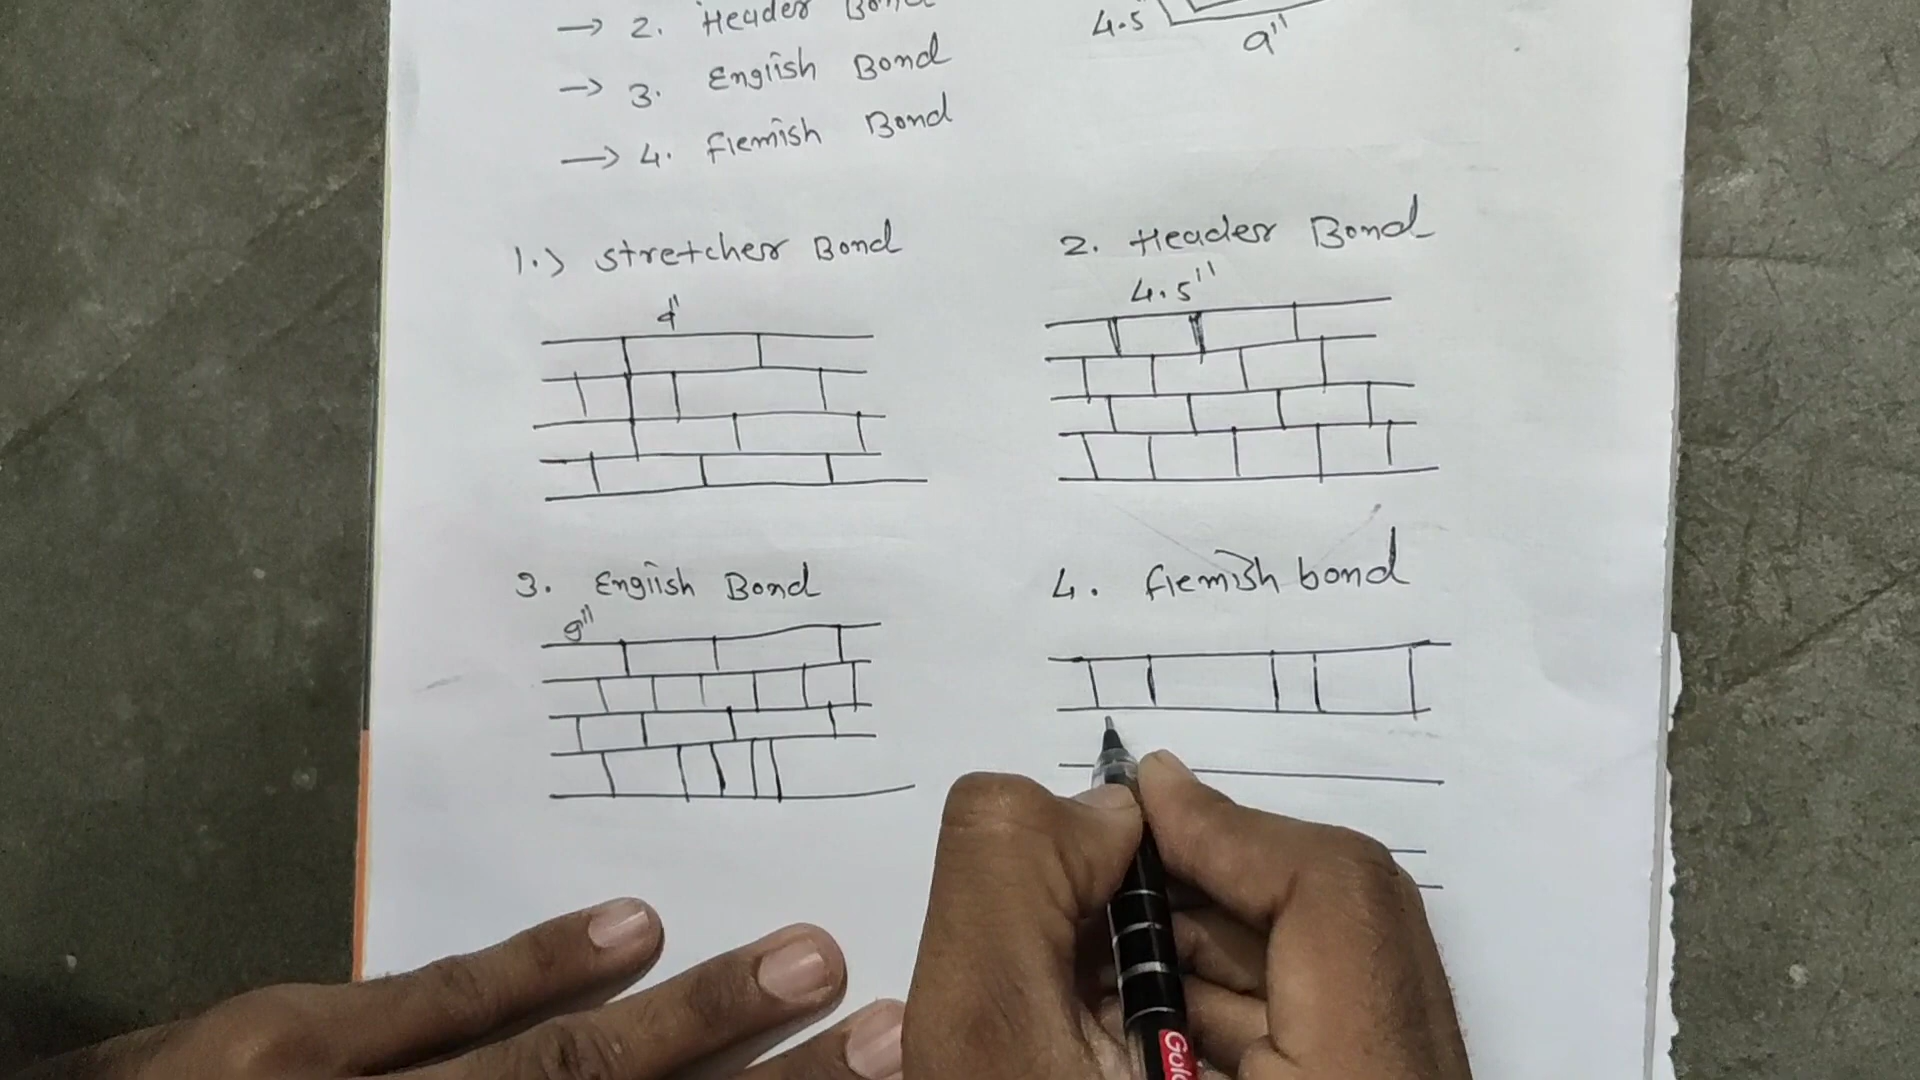 → 2. Header Bond
4.5
9"
→ 3. English Bond
→ 4. flemish Bond
1.) stretcher Bond
2. Header Bond
4.5"
3. English Bond
9"
4. flemish bond